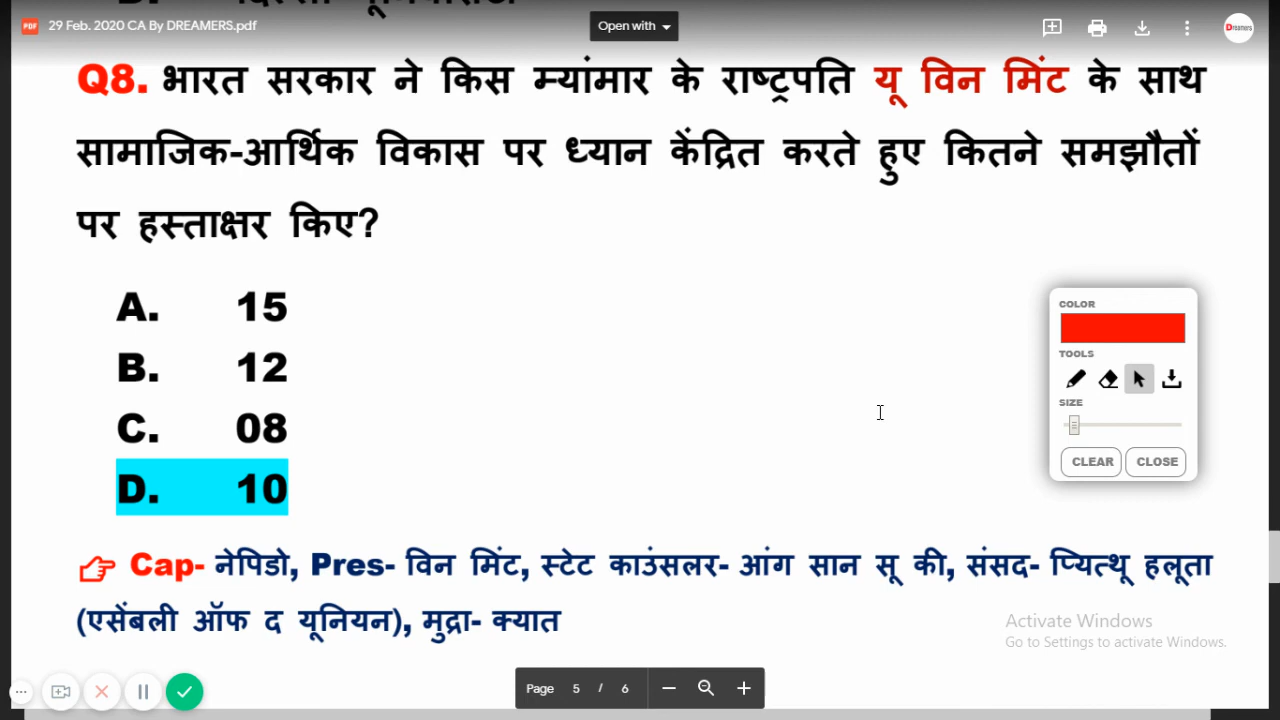 29 Feb. 2020 CA By DREAMERS.pdf
Open with
Dreamers
Q8. भारत सरकार ने किस म्यांमार के राष्ट्रपति यू विन मिंट के साथ
सामाजिक-आर्थिक विकास पर ध्यान केंद्रित करते हुए कितने समझौतों
पर हस्ताक्षर किए?
A. 15
B. 12
C. 08
D. 10
COLOR
TOOLS
SIZE
CLEAR CLOSE
Cap- नेपिडो, Pres- विन मिंट, स्टेट काउंसलर- आंग सान सू की, संसद- प्यित्थू हलूता
(एसेंबली ऑफ द यूनियन), मुद्रा- क्यात
Activate Windows
Go to Settings to activate Windows.
Page 5 / 6